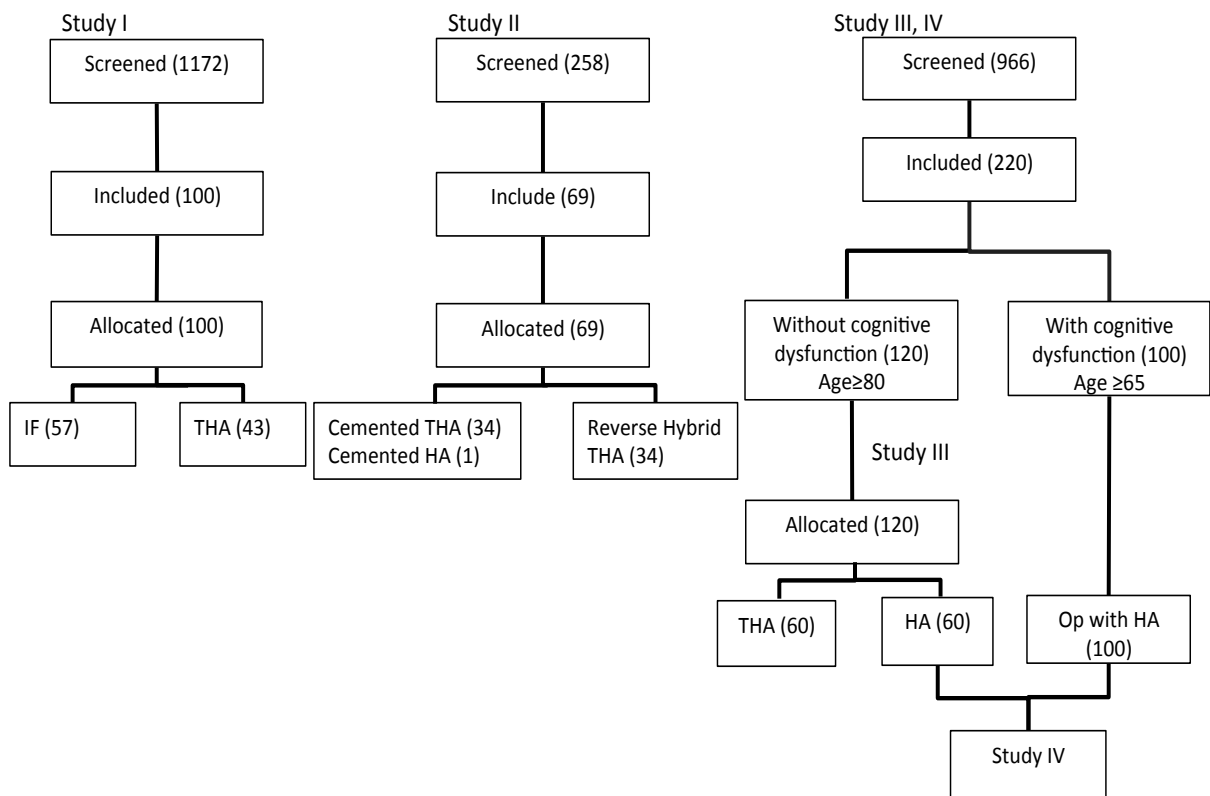 Study I
Screened (1172)
Included (100)
Allocated (100)
IF (57)
THA (43)
Study II
Screened (258)
Include (69)
Allocated (69)
Cemented THA (34)
Cemented HA (1)
Reverse Hybrid
THA (34)
Study III, IV
Screened (966)
Included (220)
Without cognitive
dysfunction (120)
Age≥80
With cognitive
dysfunction (100)
Age ≥65
Study III
Allocated (120)
THA (60)
HA (60)
Op with HA
(100)
Study IV